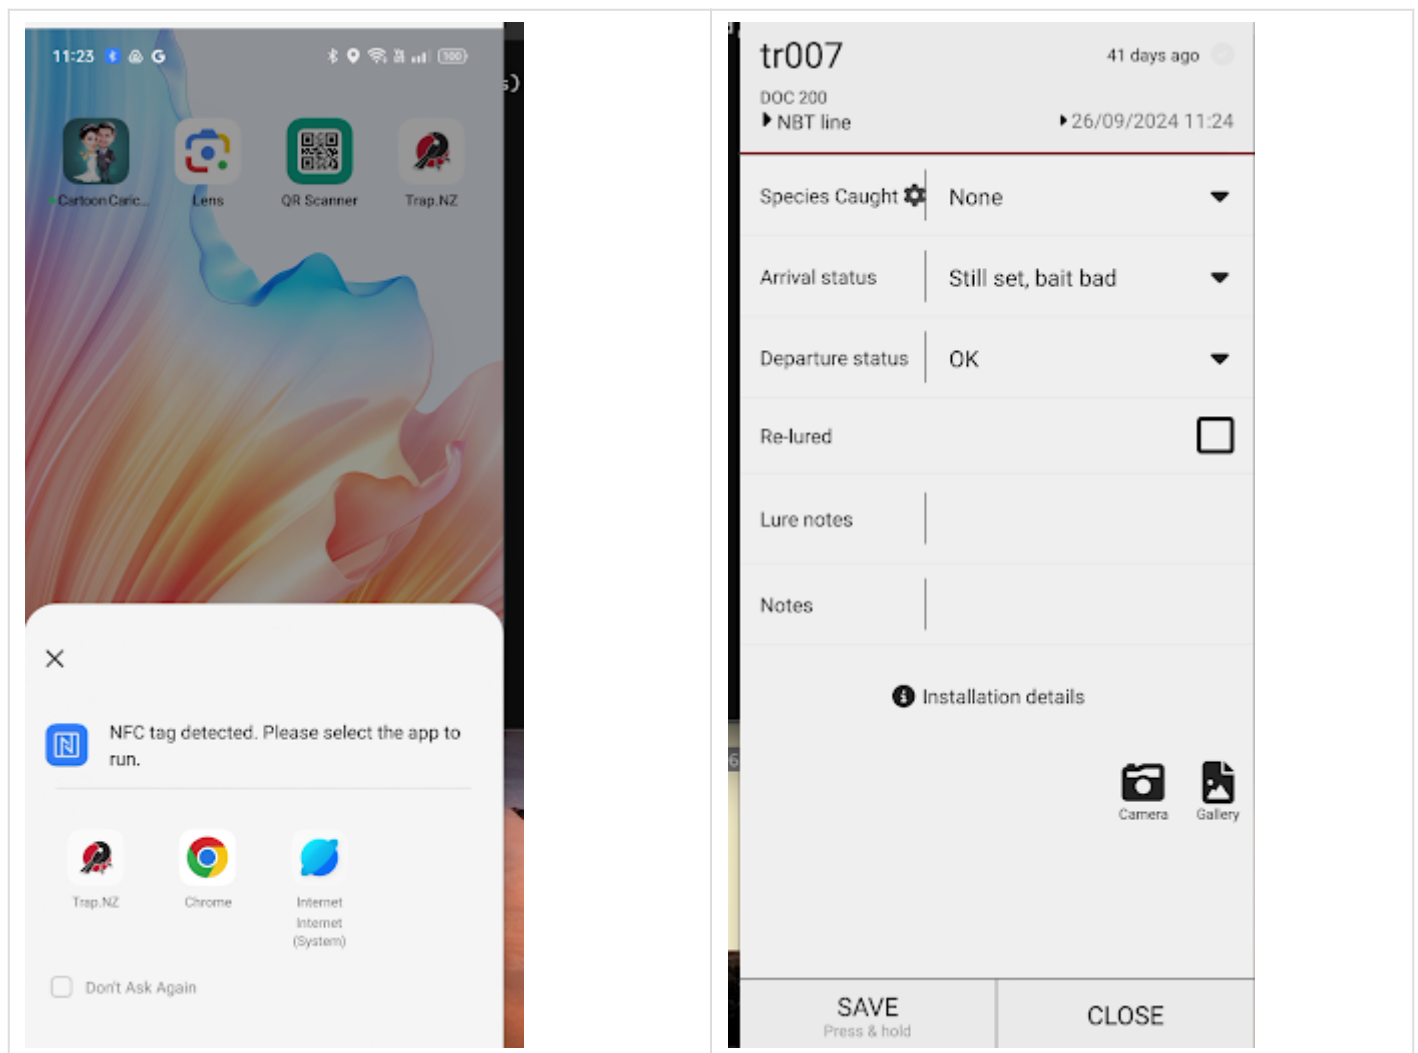 11:23
100
Cartoon Caric...
Lens
QR Scanner
Trap.NZ
NFC tag detected. Please select the app to
run.
Trap.NZ
Chrome
Internet
Internet
(System)
Don't Ask Again
s)
tr007
41 days ago
DOC 200
NBT line
26/09/2024 11:24
Species Caught
None
Arrival status
Still set, bait bad
Departure status
OK
Re-lured
Lure notes
Notes
Installation details
Camera
Gallery
6
SAVE
Press & hold
CLOSE